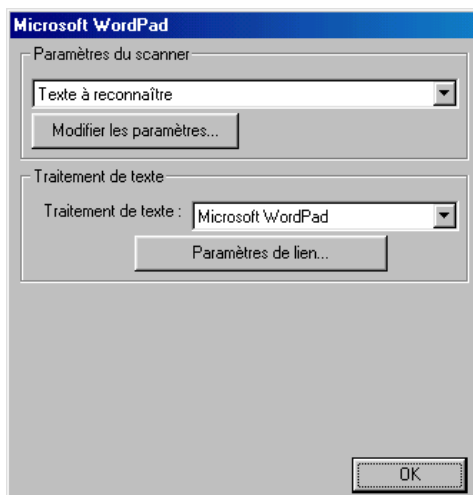 Microsoft WordPad
Paramètres du scanner
Texte à reconnaître
Modifier les paramètres...
Traitement de texte
Traitement de texte : Microsoft WordPad
Paramètres de lien...
OK